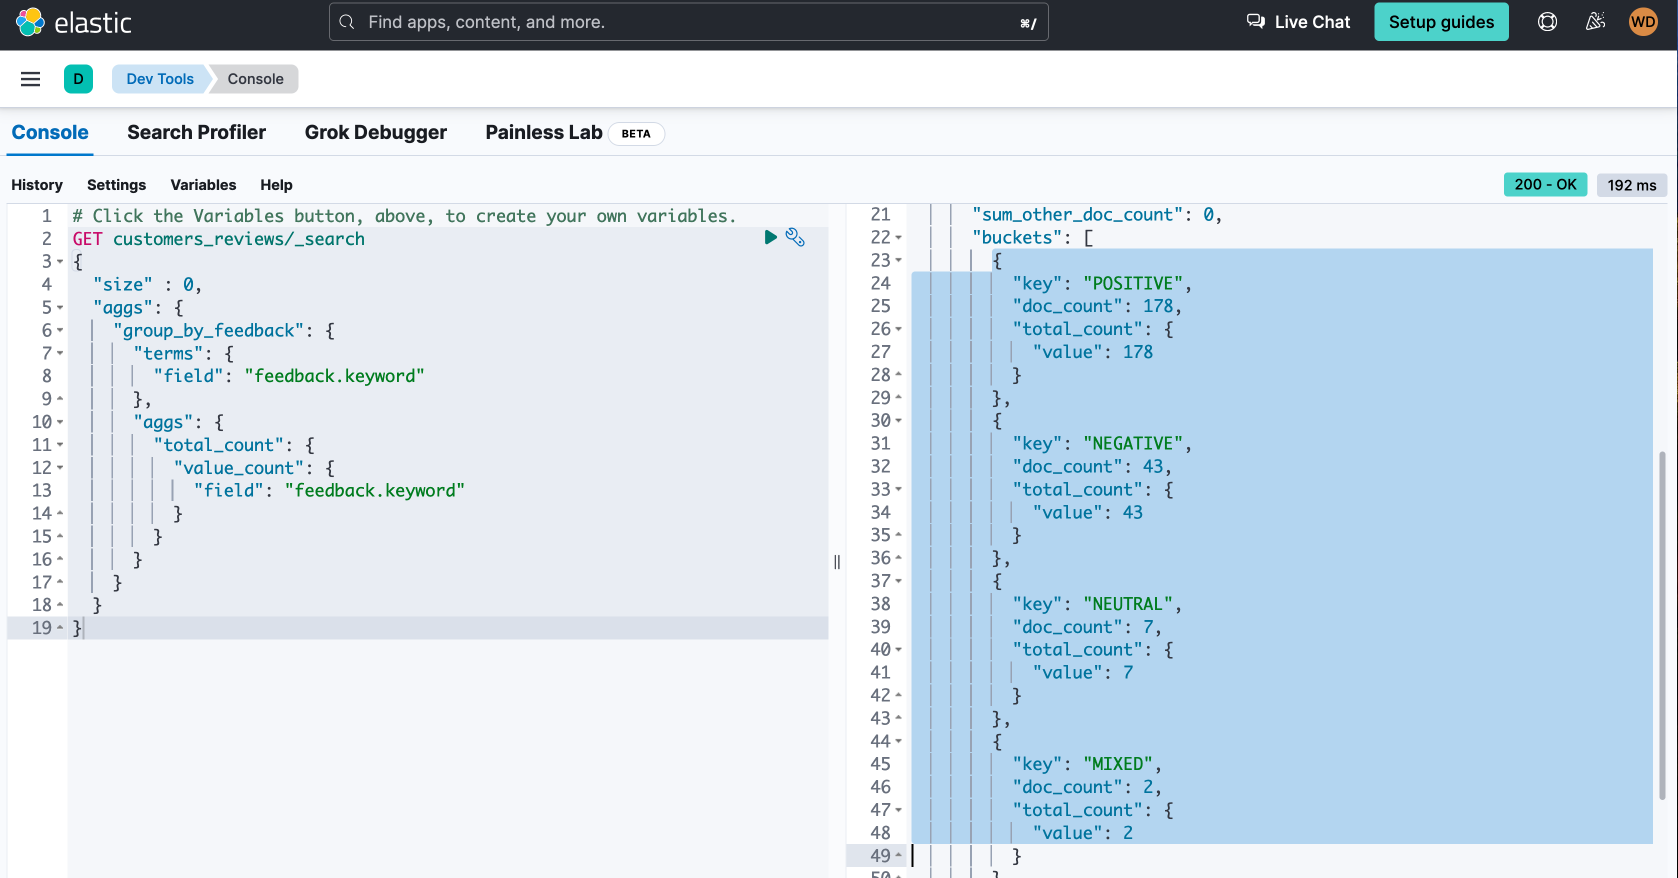 elastic
Find apps, content, and more.
⌘/
Live Chat
Setup guides
WD
D
Dev Tools
Console
Console
Search Profiler
Grok Debugger
Painless Lab
BETA
History
Settings
Variables
Help
200 - OK
192 ms
1 # Click the Variables button, above, to create your own variables.
2 GET customers_reviews/_search
3 {
4 "size" : 0,
5 "aggs": {
6 "group_by_feedback": {
7 "terms": {
8 "field": "feedback.keyword"
9 },
10 "aggs": {
11 "total_count": {
12 "value_count": {
13 "field": "feedback.keyword"
14 }
15 }
16 }
17 }
18 }
19 }
21 "sum_other_doc_count": 0,
22 "buckets": [
23 {
24 "key": "POSITIVE",
25 "doc_count": 178,
26 "total_count": {
27 "value": 178
28 }
29 },
30 {
31 "key": "NEGATIVE",
32 "doc_count": 43,
33 "total_count": {
34 "value": 43
35 }
36 },
37 {
38 "key": "NEUTRAL",
39 "doc_count": 7,
40 "total_count": {
41 "value": 7
42 }
43 },
44 {
45 "key": "MIXED",
46 "doc_count": 2,
47 "total_count": {
48 "value": 2
49 }